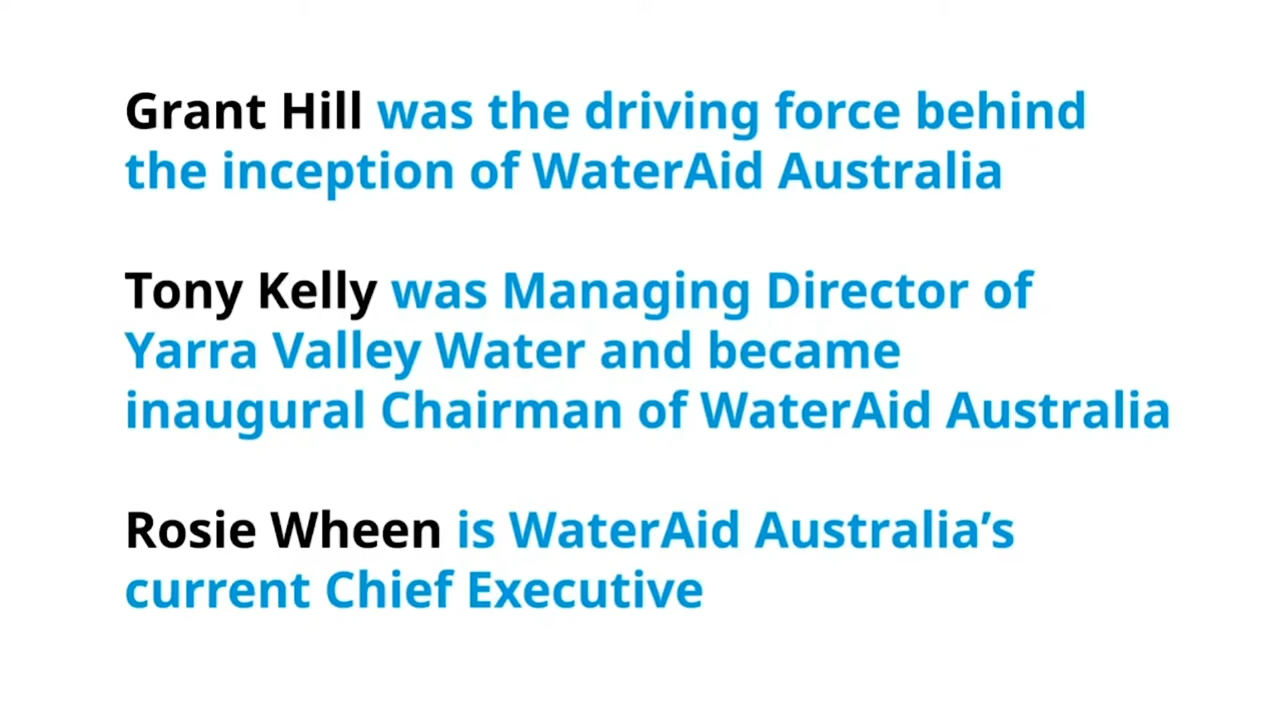 Grant Hill was the driving force behind
the inception of WaterAid Australia
Tony Kelly was Managing Director of
Yarra Valley Water and became
inaugural Chairman of WaterAid Australia
Rosie Wheen is WaterAid Australia’s
current Chief Executive